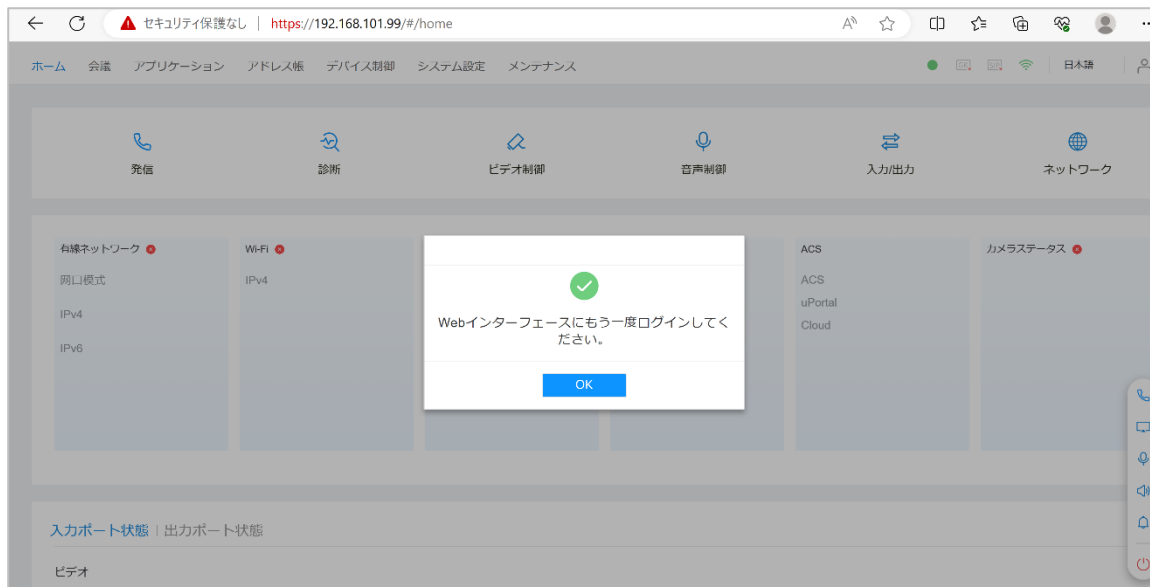 セキュリティ保護なし | https://192.168.101.99/#/home
ホーム 会議 アプリケーション アドレス帳 デバイス制御 システム設定 メンテナンス 日本語
発信 診断 ビデオ制御 音声制御 入力/出力 ネットワーク
有線ネットワーク Wi-Fi ACS カメラステータス
网口模式 IPv4 ACS
IPv4 uPortal
IPv6 Cloud
Webインターフェースにもう一度ログインしてく
ださい。
OK
入力ポート状態 | 出力ポート状態
ビデオ